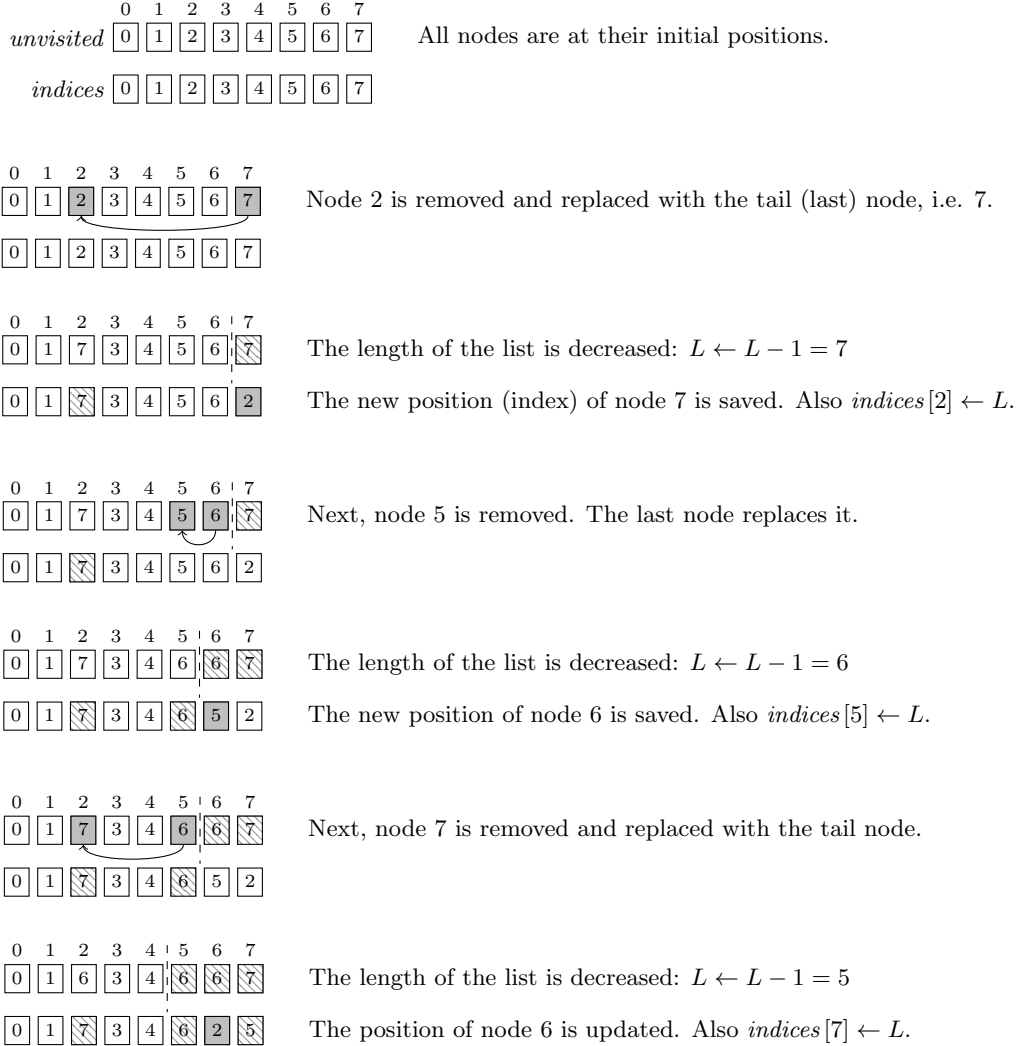 0 1 2 3 4 5 6 7
unvisited 0 1 2 3 4 5 6 7 All nodes are at their initial positions.
indices 0 1 2 3 4 5 6 7
0 1 2 3 4 5 6 7
0 1 2 3 4 5 6 7 Node 2 is removed and replaced with the tail (last) node, i.e. 7.
0 1 2 3 4 5 6 7
0 1 2 3 4 5 6 7
0 1 7 3 4 5 6 7 The length of the list is decreased: L ← L − 1 = 7
0 1 7 3 4 5 6 2 The new position (index) of node 7 is saved. Also indices[2] ← L.
0 1 2 3 4 5 6 7
0 1 7 3 4 5 6 7 Next, node 5 is removed. The last node replaces it.
0 1 7 3 4 5 6 2
0 1 2 3 4 5 6 7
0 1 7 3 4 6 6 7 The length of the list is decreased: L ← L − 1 = 6
0 1 7 3 4 6 5 2 The new position of node 6 is saved. Also indices[5] ← L.
0 1 2 3 4 5 6 7
0 1 7 3 4 6 6 7 Next, node 7 is removed and replaced with the tail node.
0 1 7 3 4 6 5 2
0 1 2 3 4 5 6 7
0 1 6 3 4 6 6 7 The length of the list is decreased: L ← L − 1 = 5
0 1 7 3 4 6 2 5 The position of node 6 is updated. Also indices[7] ← L.